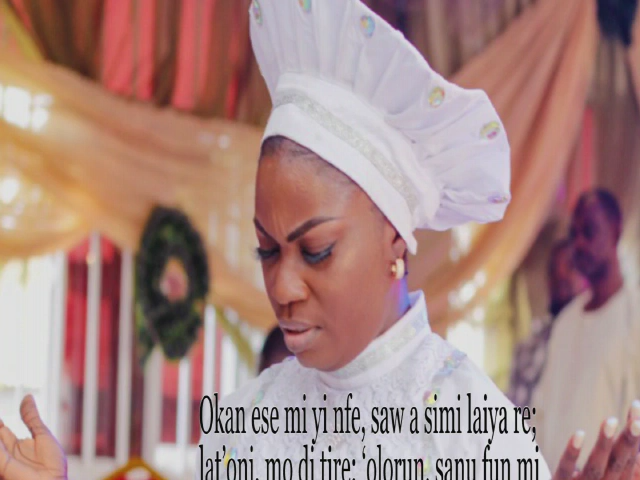 Okan ese mi yi nfe, saw a simi laiya re;
lat’oni, mo di tire; ‘olorun, sanu fun mi